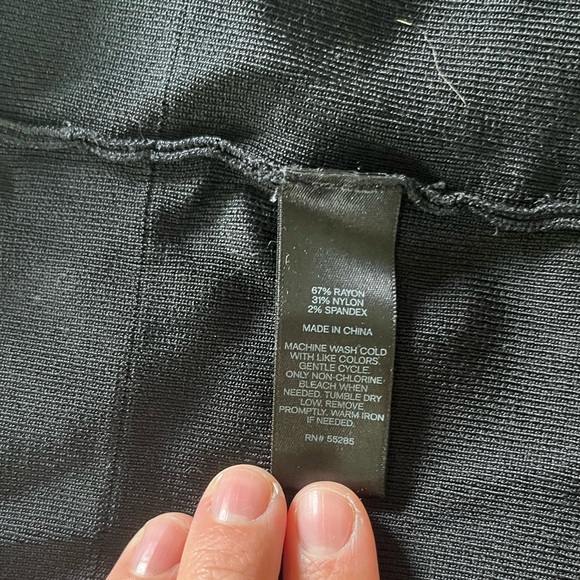 67% RAYON
31% NYLON
2% SPANDEX
MADE IN CHINA
MACHINE WASH COLD
WITH LIKE COLORS.
GENTLE CYCLE.
ONLY NON-CHLORINE
BLEACH WHEN
NEEDED. TUMBLE DRY
LOW. REMOVE
PROMPTLY. WARM IRON
IF NEEDED.
RN# 55285